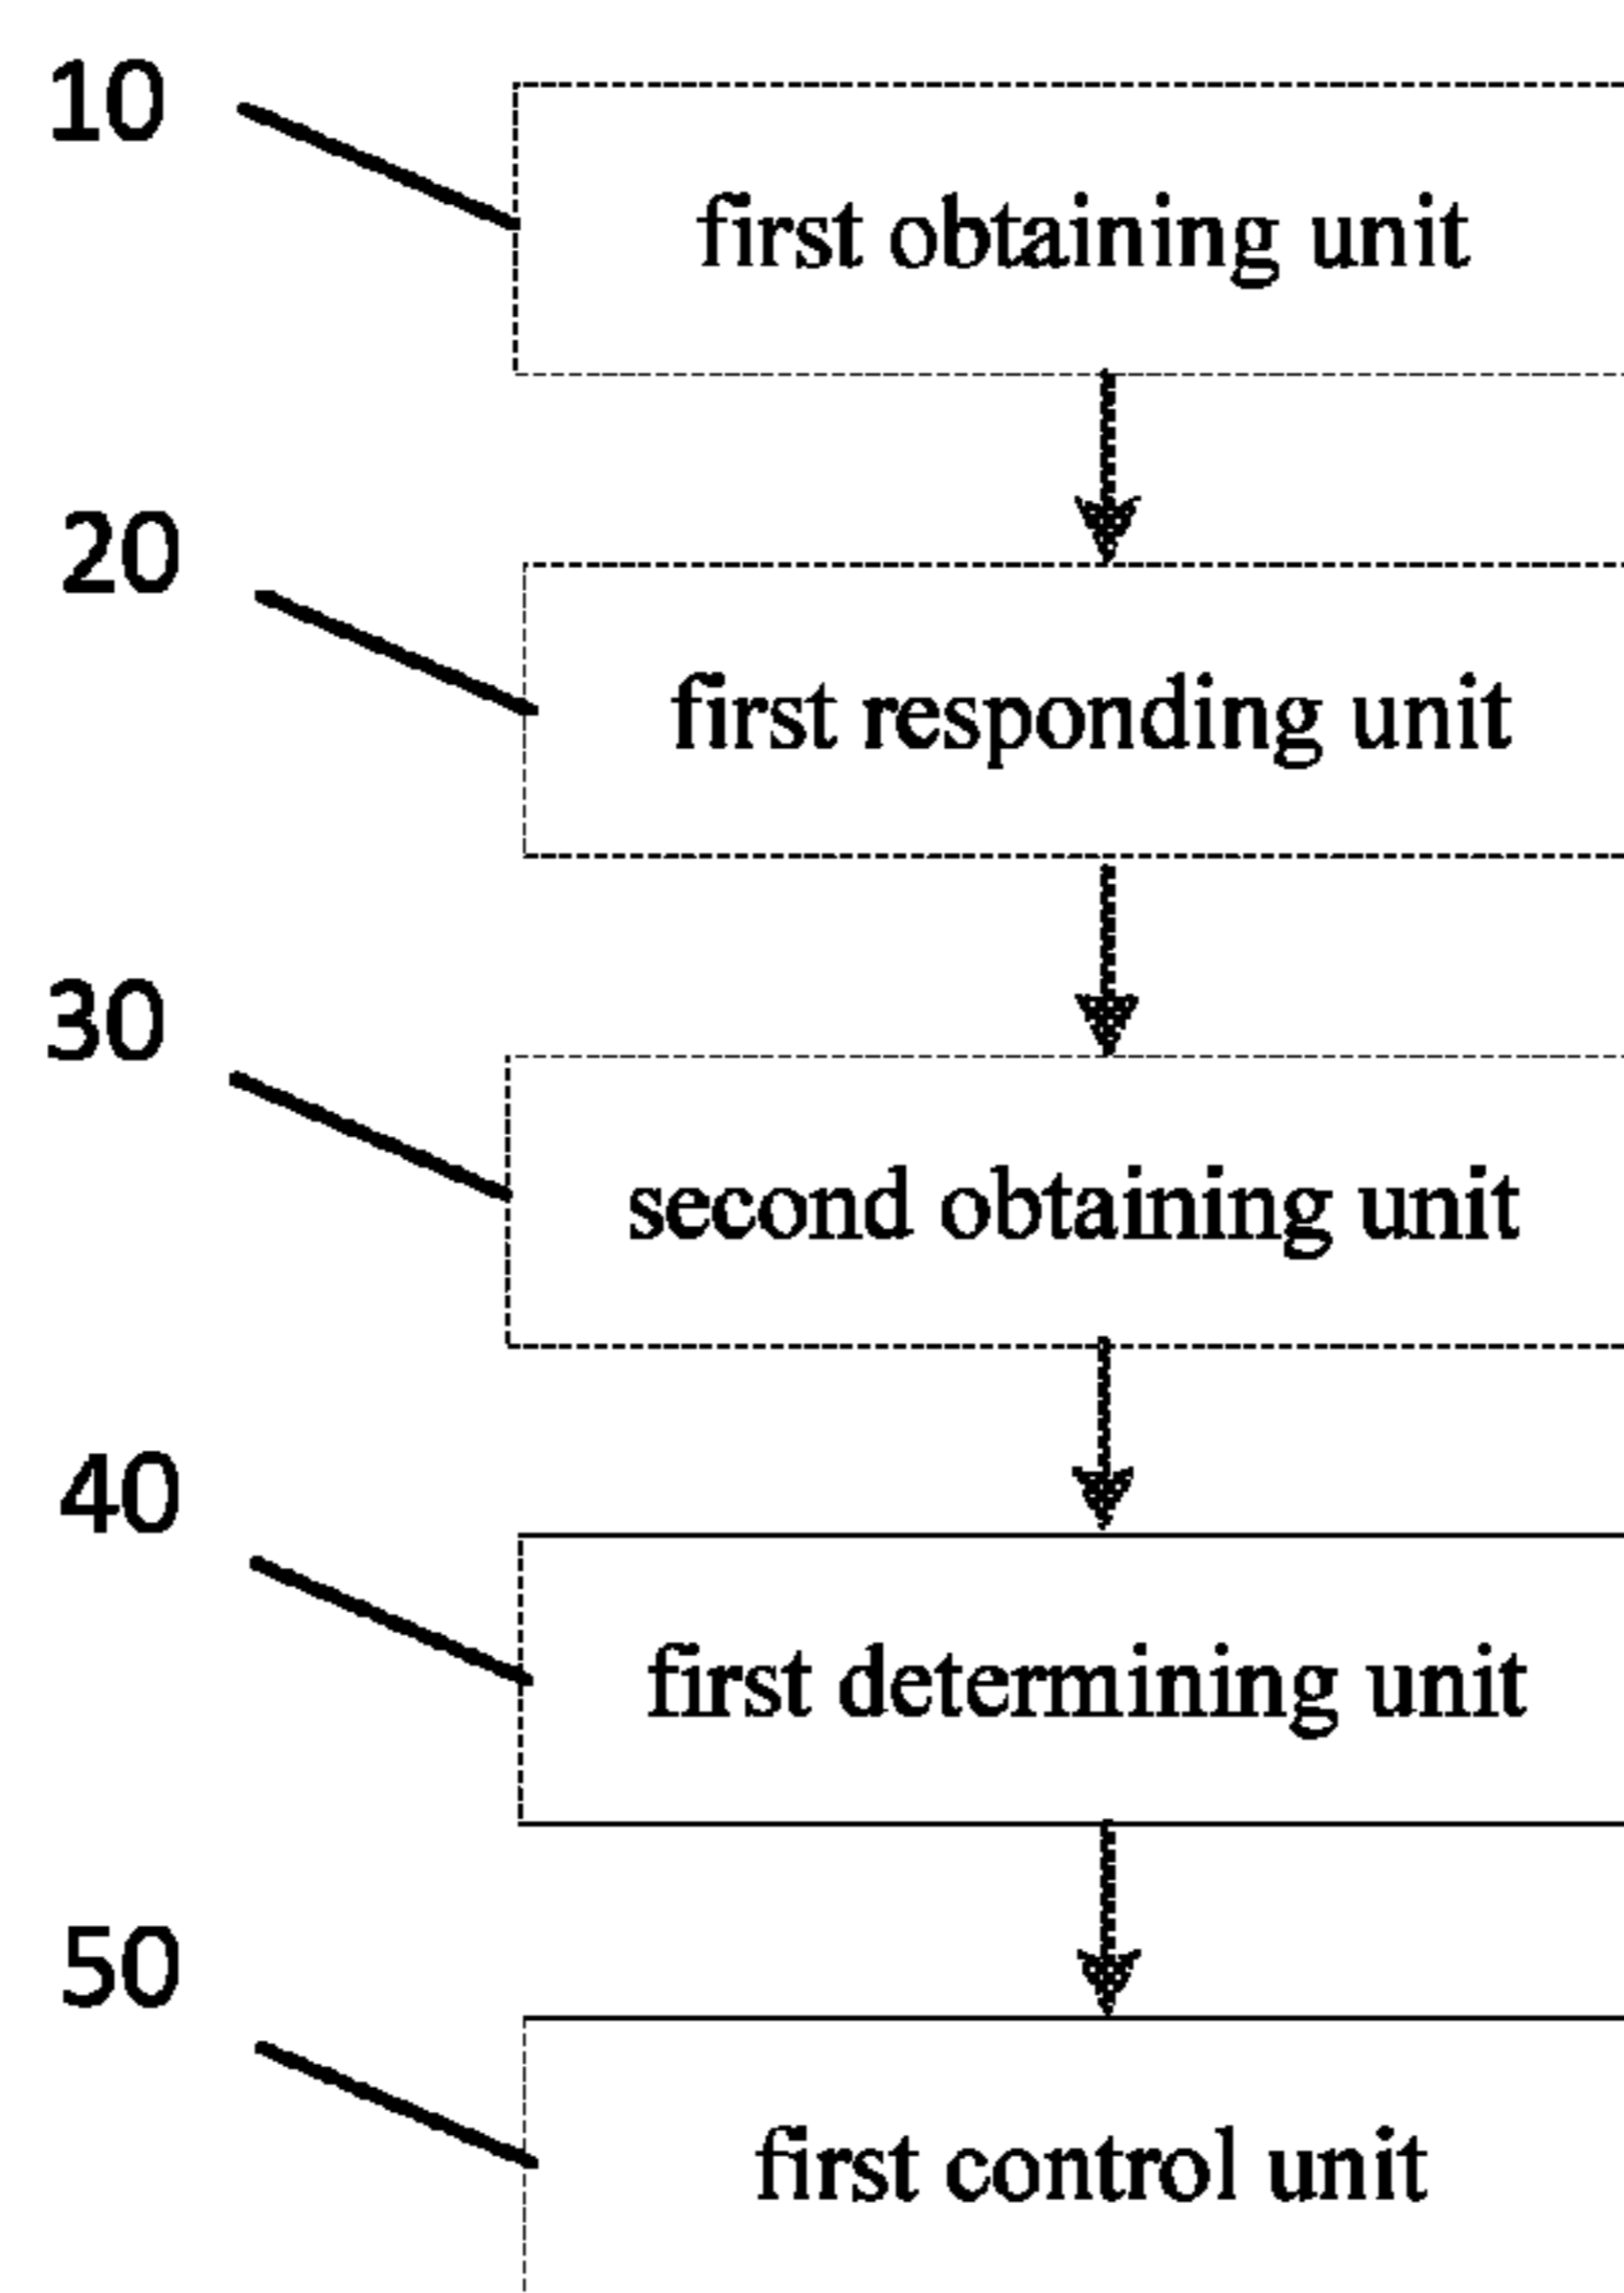 10
first obtaining unit
20
first responding unit
30
second obtaining unit
40
first determining unit
50
first control unit